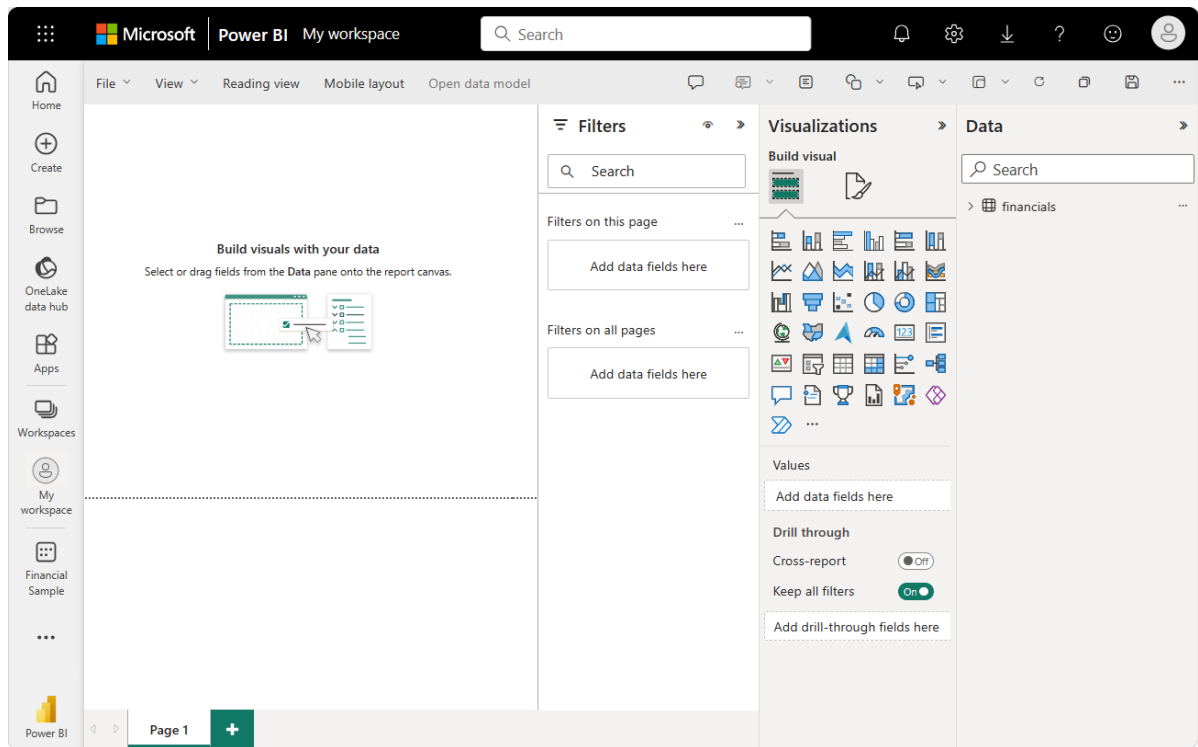 Microsoft Power BI My workspace Search
File View Reading view Mobile layout Open data model
Home
Create
Browse
OneLake
data hub
Apps
Workspaces
My
workspace
Financial
Sample
Power BI
Build visuals with your data
Select or drag fields from the Data pane onto the report canvas.
Filters
Search
Filters on this page
Add data fields here
Filters on all pages
Add data fields here
Visualizations
Build visual
123
Values
Add data fields here
Drill through
Cross-report Off
Keep all filters On
Add drill-through fields here
Data
Search
financials
Page 1